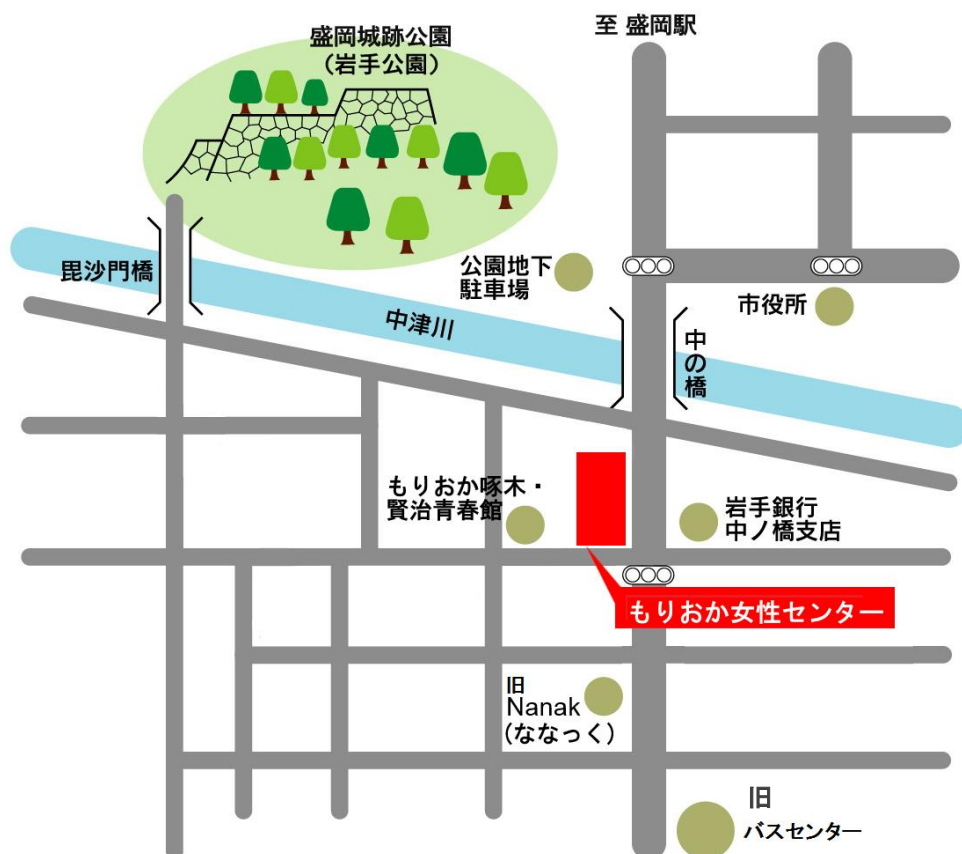 至 盛岡駅
盛岡城跡公園
（岩手公園）
毘沙門橋
公園地下
駐車場
市役所
中津川
中の橋
もりおか啄木・
賢治青春館
岩手銀行
中ノ橋支店
もりおか女性センター
旧
Nanak
(ななっく)
旧
バスセンター